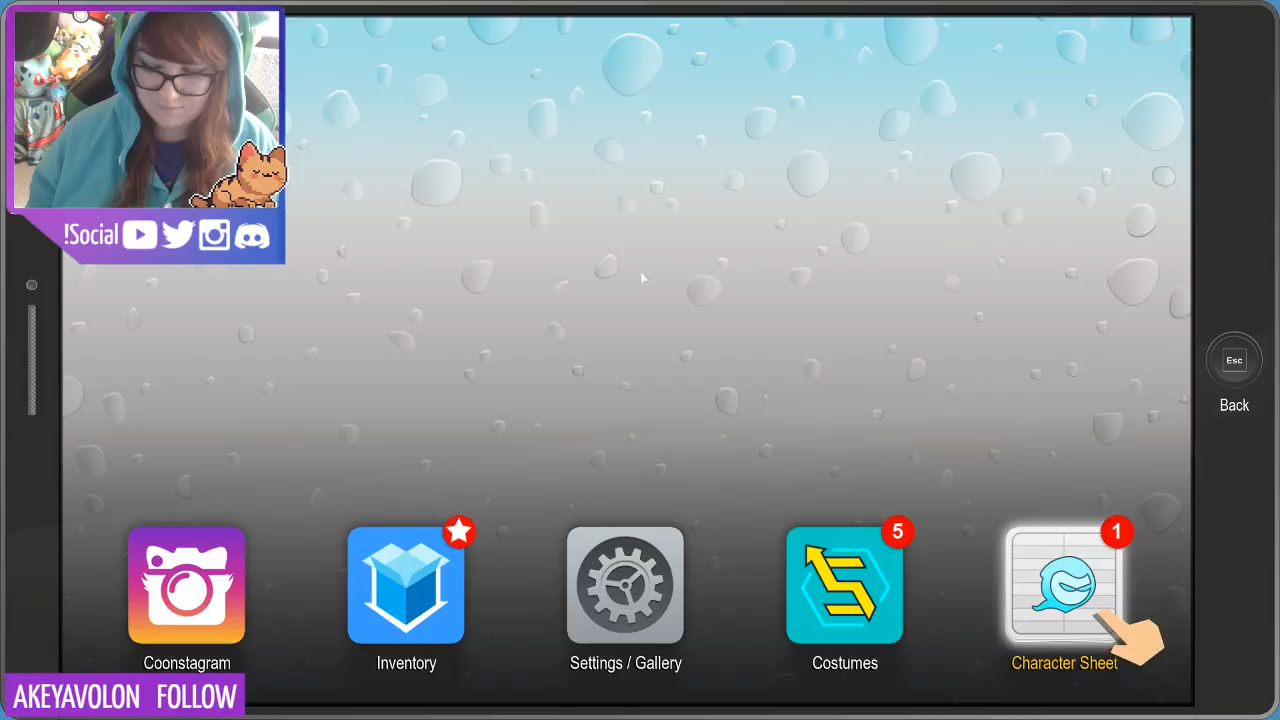 !Social
Esc
Back
5
1
Coonstagram
Inventory
Settings / Gallery
Costumes
Character Sheet
AKEYAVOLON FOLLOW